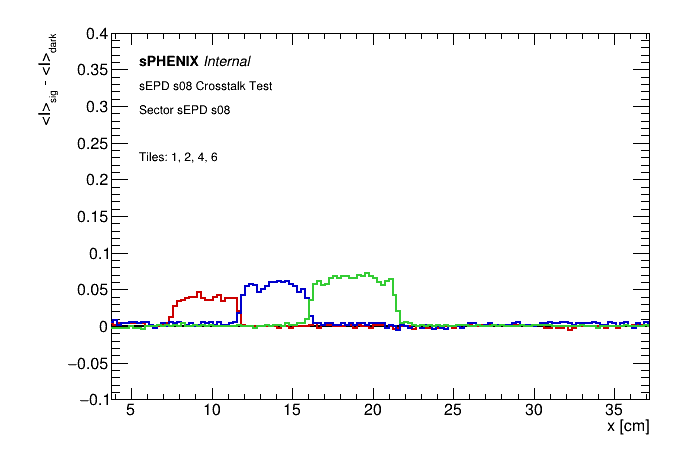 <I>sig - <I>dark
0.4
0.35
0.3
0.25
0.2
0.15
0.1
0.05
0
−0.05
−0.1
sPHENIX Internal
sEPD s08 Crosstalk Test
Sector sEPD s08
Tiles: 1, 2, 4, 6
5 10 15 20 25 30 35
x [cm]